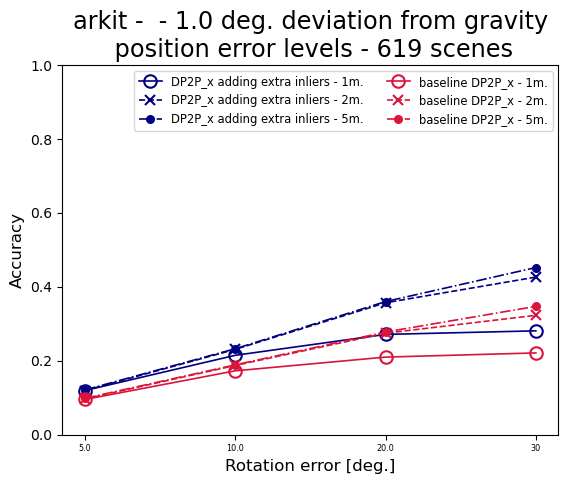 arkit -  - 1.0 deg. deviation from gravity
position error levels - 619 scenes
DP2P_x adding extra inliers - 1m.
DP2P_x adding extra inliers - 2m.
DP2P_x adding extra inliers - 5m.
baseline DP2P_x - 1m.
baseline DP2P_x - 2m.
baseline DP2P_x - 5m.
Accuracy
1.0
0.8
0.6
0.4
0.2
0.0
5.0
10.0
20.0
30
Rotation error [deg.]